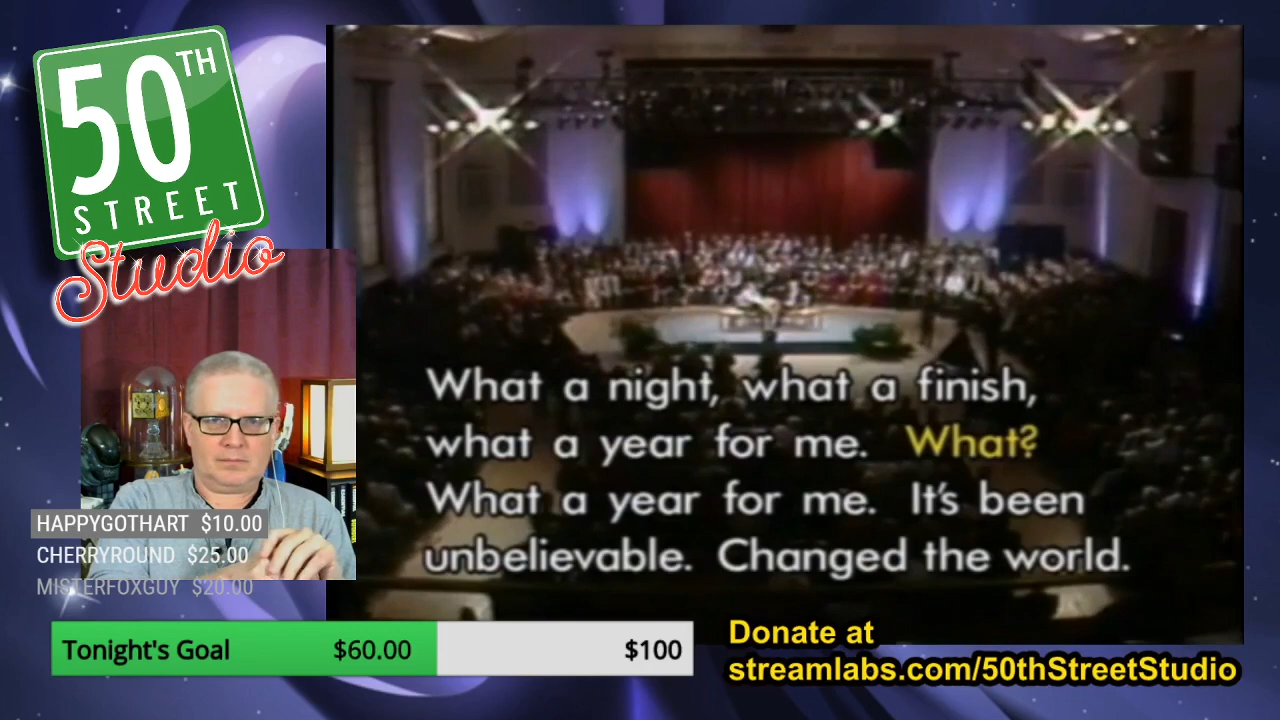 50TH
STREET
Studio
What a night, what a finish,
what a year for me. What?
What a year for me. It's been
unbelievable. Changed the world.
HAPPYGOTHART $10.00
CHERRYROUND $25.00
MISTERFOXGUY $20.00
Tonight's Goal $60.00 $100
Donate at
streamlabs.com/50thStreetStudio